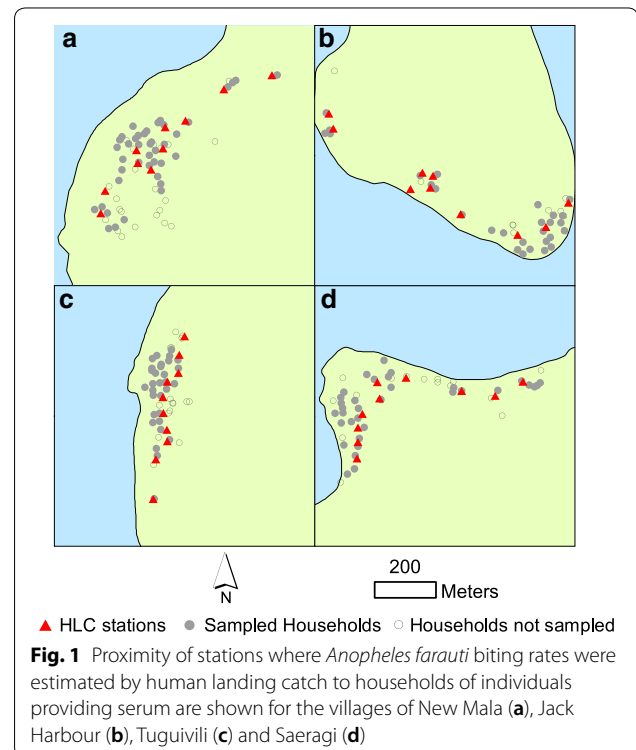 a
b
c
d
N
200
Meters
HLC stations
Sampled Households
Households not sampled
Fig. 1 Proximity of stations where Anopheles farauti biting rates were
estimated by human landing catch to households of individuals
providing serum are shown for the villages of New Mala (a), Jack
Harbour (b), Tuguivili (c) and Saeragi (d)